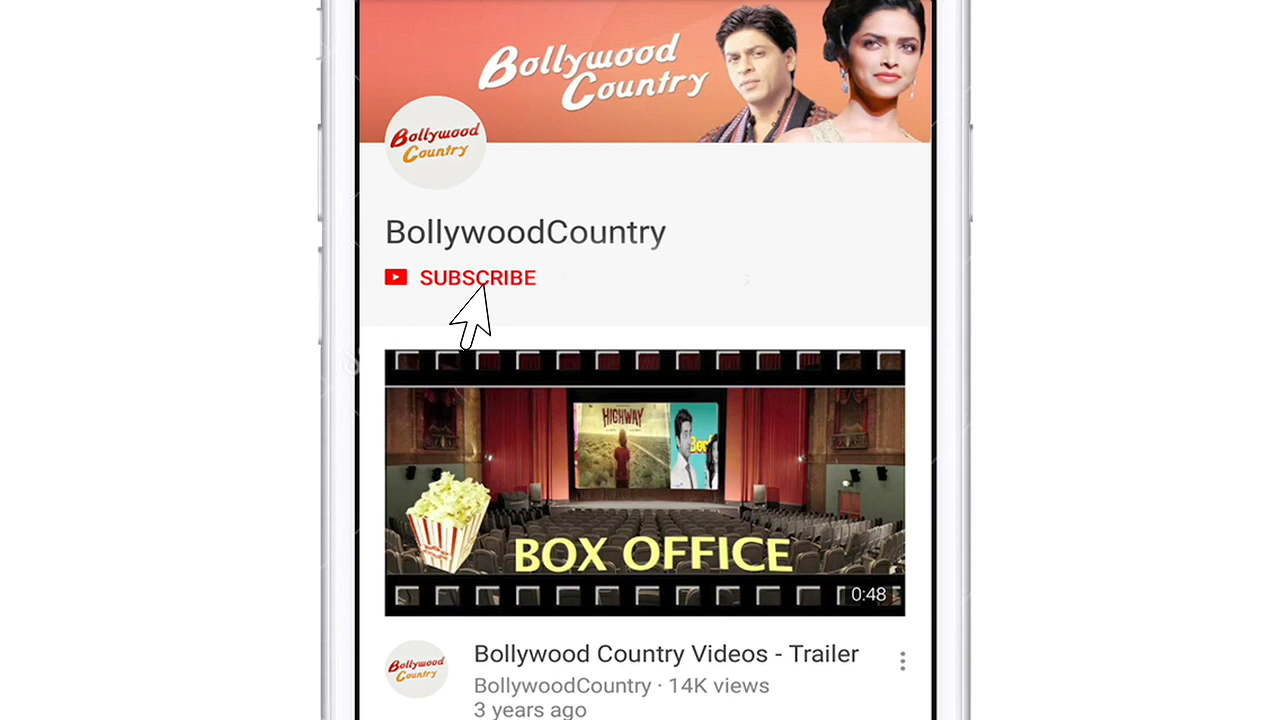 Bollywood
Country
Bollywood
Country
BollywoodCountry
SUBSCRIBE
HIGHWAY
BOX OFFICE
0:48
Bollywood Country Videos - Trailer
Bollywood
Country
BollywoodCountry · 14K views
3 years ago